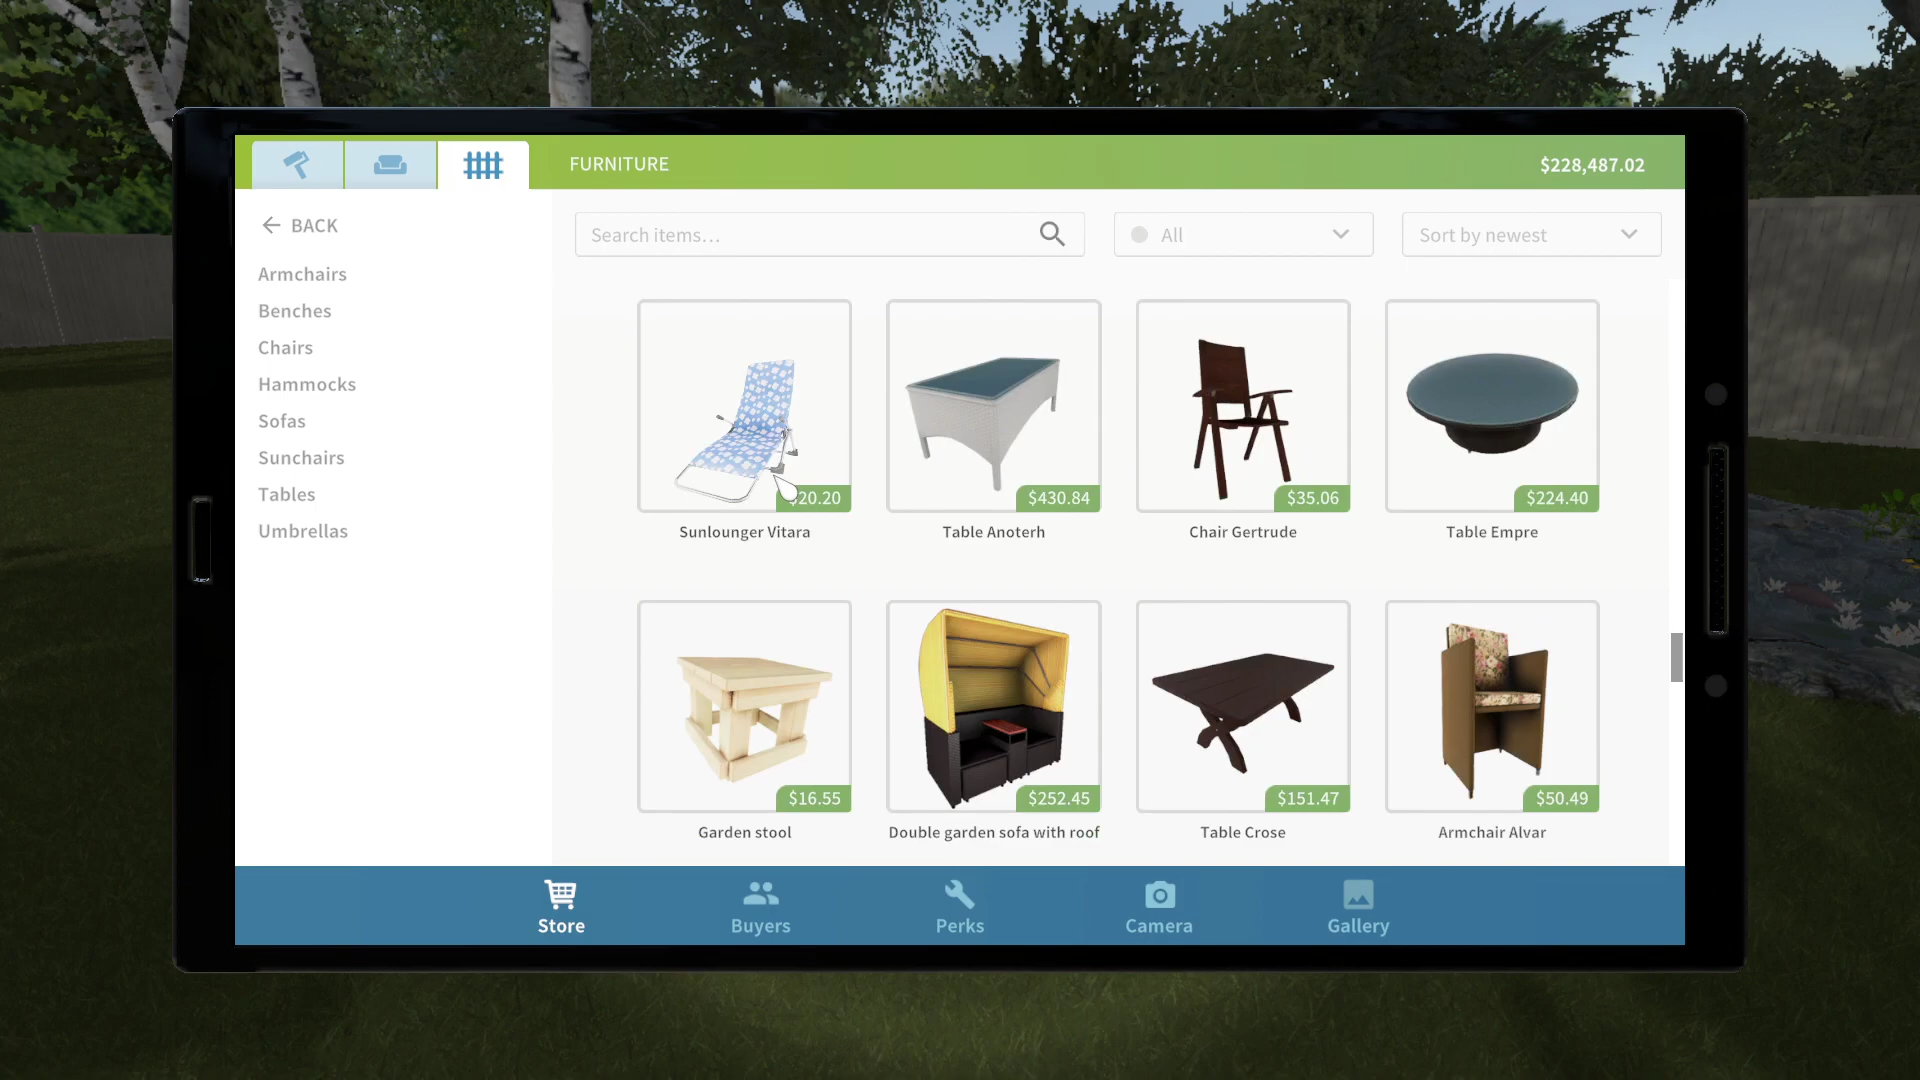 FURNITURE
$228,487.02
BACK
Search items...
All
Sort by newest
Armchairs
Benches
Chairs
Hammocks
Sofas
Sunchairs
Tables
Umbrellas
$20.20
$430.84
$35.06
$224.40
Sunlounger Vitara
Table Anoterh
Chair Gertrude
Table Empre
$16.55
$252.45
$151.47
$50.49
Garden stool
Double garden sofa with roof
Table Crose
Armchair Alvar
Store
Buyers
Perks
Camera
Gallery